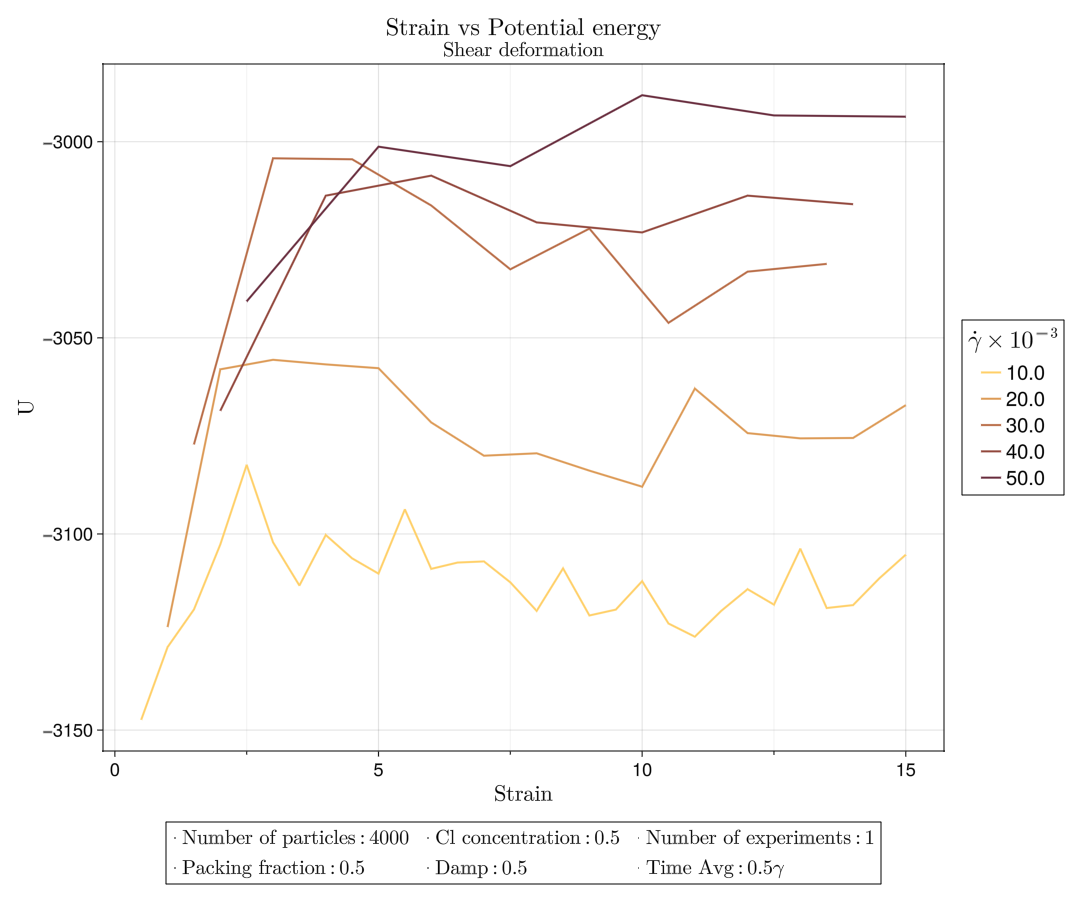 Strain vs Potential energy
Shear deformation
−3000
−3050
−3100
−3150
U
0 5 10 15
Strain
γ̇ × 10⁻³
10.0
20.0
30.0
40.0
50.0
· Number of particles : 4000 · Cl concentration : 0.5 · Number of experiments : 1
· Packing fraction : 0.5 · Damp : 0.5 · Time Avg : 0.5γ